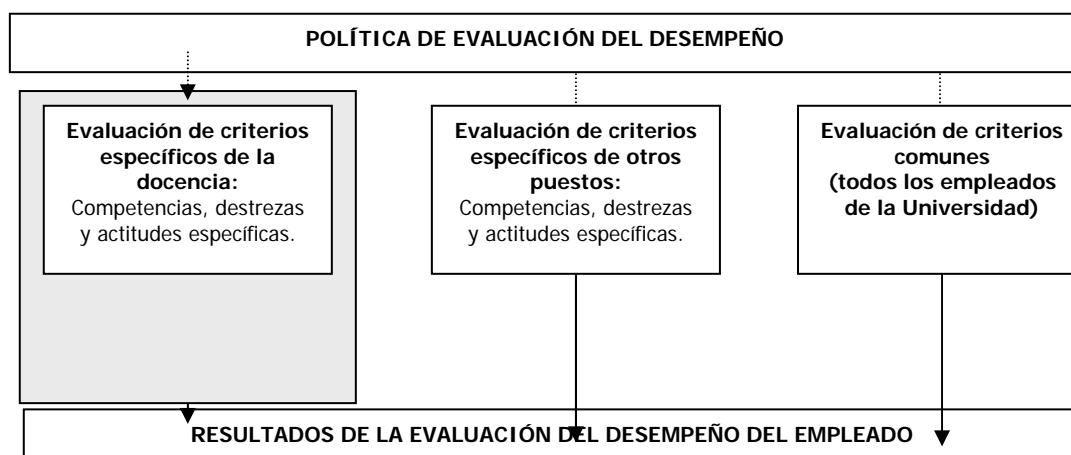 POLÍTICA DE EVALUACIÓN DEL DESEMPEÑO
Evaluación de criterios
específicos de la
docencia:
Competencias, destrezas
y actitudes específicas.
Evaluación de criterios
específicos de otros
puestos:
Competencias, destrezas
y actitudes específicas.
Evaluación de criterios
comunes
(todos los empleados
de la Universidad)
RESULTADOS DE LA EVALUACIÓN DEL DESEMPEÑO DEL EMPLEADO